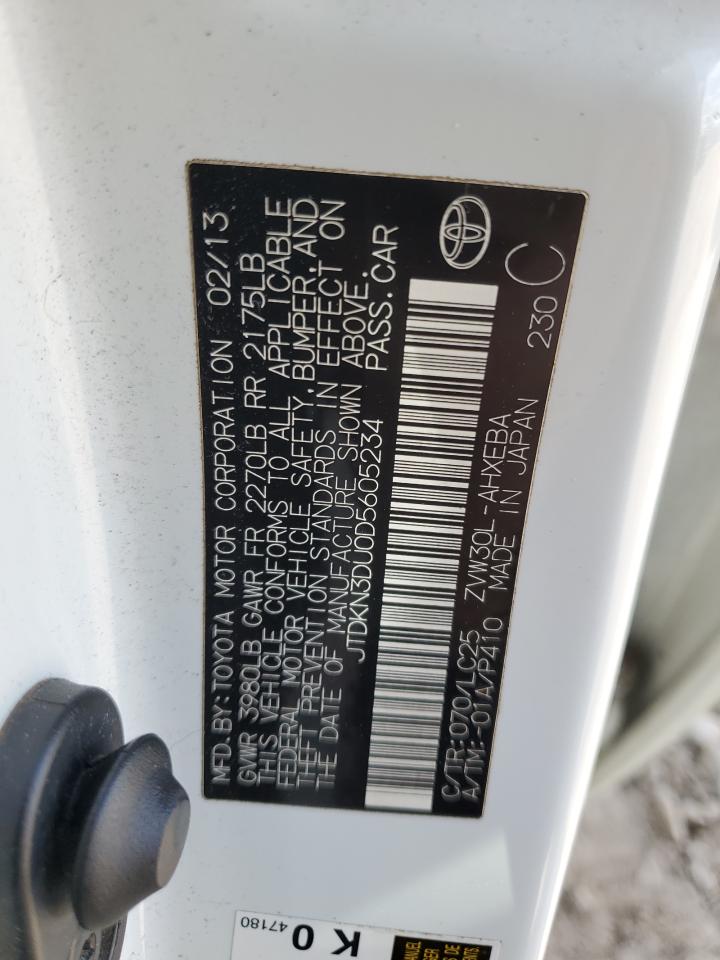 MFD.BY:TOYOTA MOTOR CORPORATION 02/13
GVWR 3980LB GAWR FR 2270LB RR 2175LB
THIS VEHICLE CONFORMS TO ALL APPLICABLE
FEDERAL MOTOR VEHICLE SAFETY,BUMPER,AND
THEFT PREVENTION STANDARDS IN EFFECT ON
THE DATE OF MANUFACTURE SHOWN ABOVE.
JTDKN3DU0D5605234 PASS.CAR
C/TR:070/LC25 ZVW30L-AHXEBA 230 C
A/TM:-01A/P410 MADE IN JAPAN
47180
K 0
MANUEL